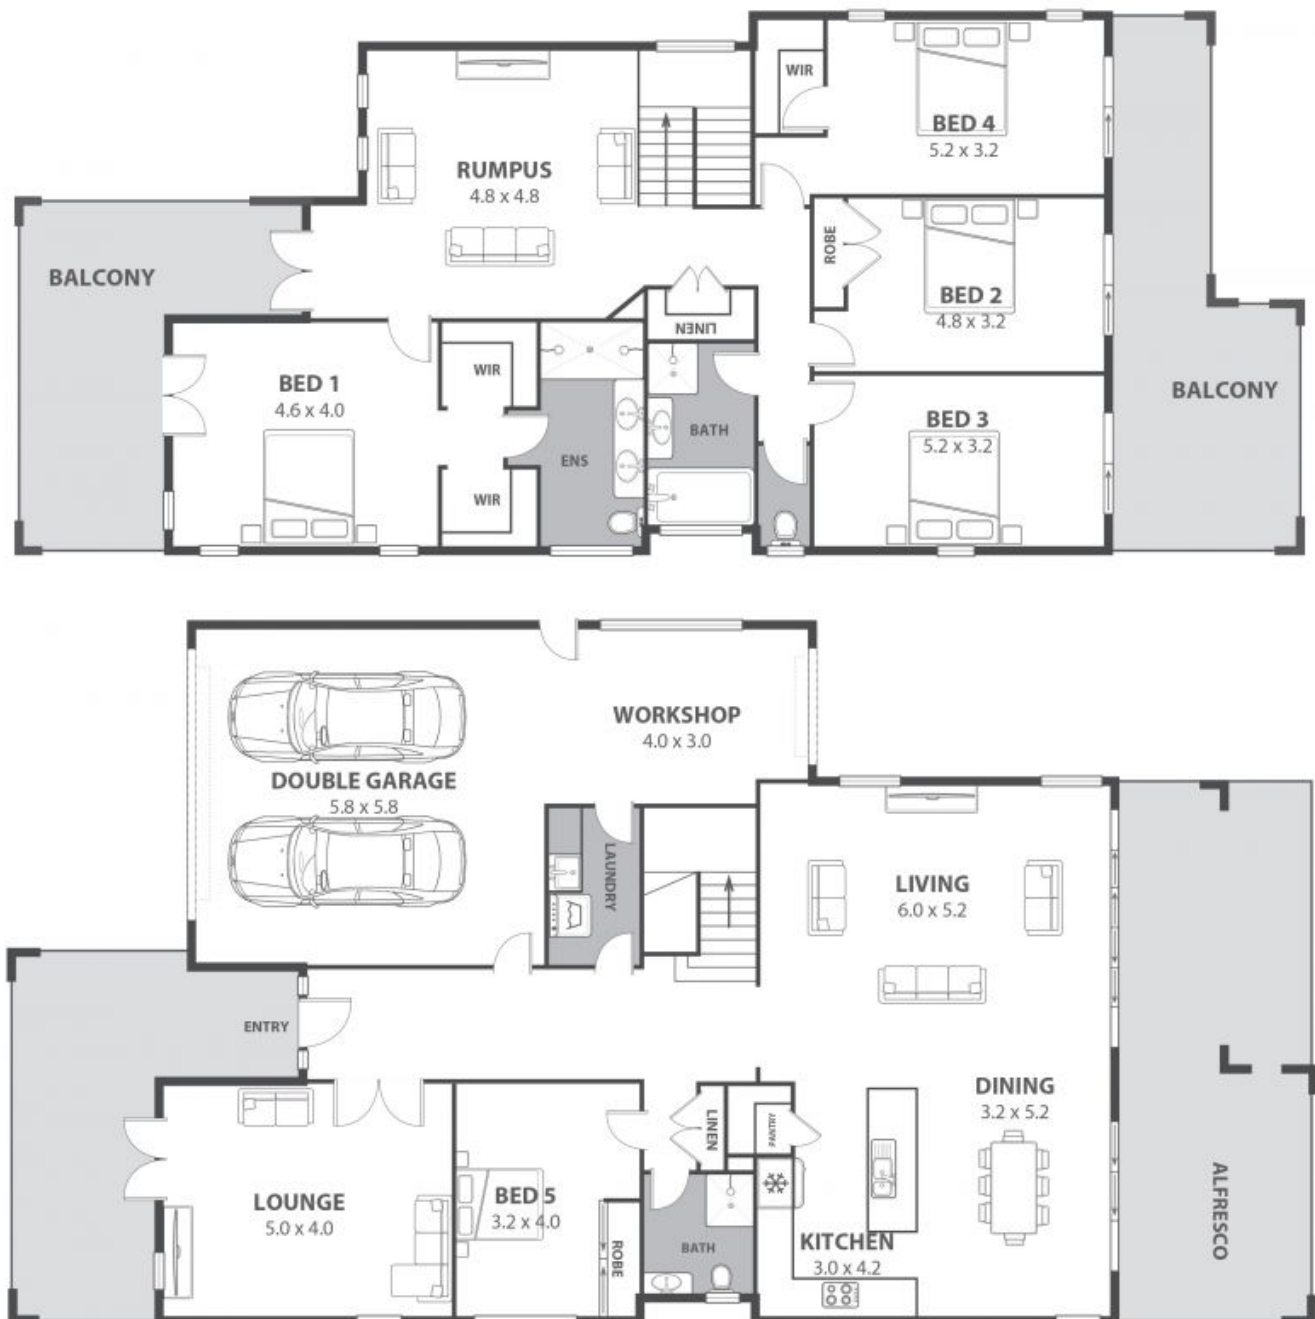 WIR
BED 4
5.2 x 3.2
RUMPUS
4.8 x 4.8
ROBE
BALCONY
BED 2
4.8 x 3.2
LINEN
WIR
BED 1
4.6 x 4.0
BALCONY
BED 3
5.2 x 3.2
BATH
ENS
WIR
WORKSHOP
4.0 x 3.0
DOUBLE GARAGE
5.8 x 5.8
LAUNDRY
LIVING
6.0 x 5.2
ENTRY
DINING
3.2 x 5.2
LINEN
PANTRY
LOUNGE
5.0 x 4.0
BED 5
3.2 x 4.0
ROBE
BATH
KITCHEN
3.0 x 4.2
ALFRESCO